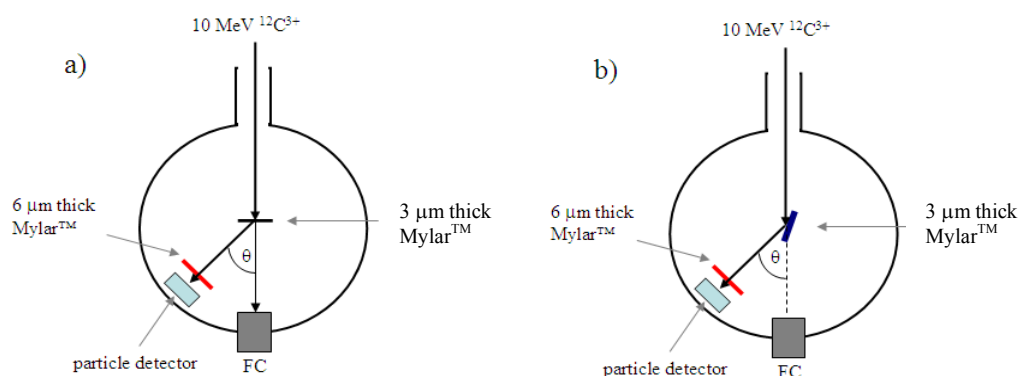 10 MeV ¹²C³⁺
a)
6 μm thick
Mylar™
θ
3 μm thick
Mylar™
particle detector
FC
10 MeV ¹²C³⁺
b)
6 μm thick
Mylar™
θ
3 μm thick
Mylar™
particle detector
FC